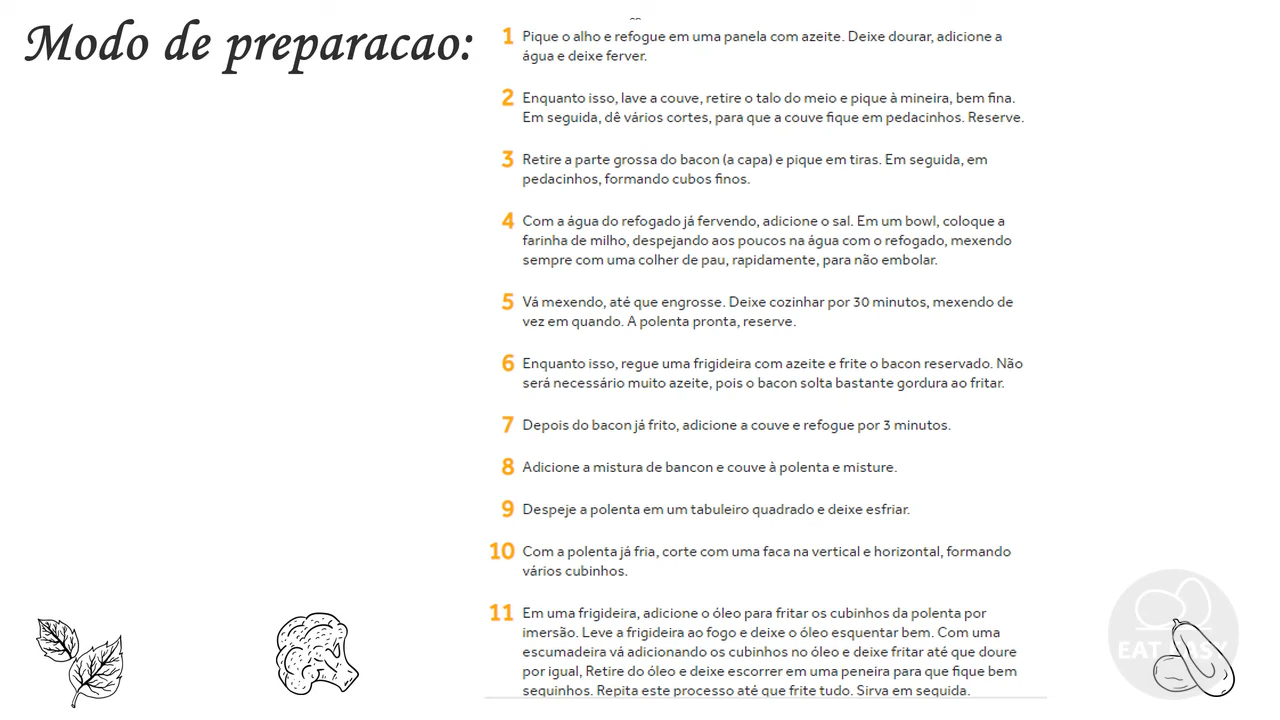 Modo de preparacao:
1 Pique o alho e refogue em uma panela com azeite. Deixe dourar, adicione a
água e deixe ferver.
2 Enquanto isso, lave a couve, retire o talo do meio e pique à mineira, bem fina.
Em seguida, dê vários cortes, para que a couve fique em pedacinhos. Reserve.
3 Retire a parte grossa do bacon (a capa) e pique em tiras. Em seguida, em
pedacinhos, formando cubos finos.
4 Com a água do refogado já fervendo, adicione o sal. Em um bowl, coloque a
farinha de milho, despejando aos poucos na água com o refogado, mexendo
sempre com uma colher de pau, rapidamente, para não embolar.
5 Vá mexendo, até que engrosse. Deixe cozinhar por 30 minutos, mexendo de
vez em quando. A polenta pronta, reserve.
6 Enquanto isso, regue uma frigideira com azeite e frite o bacon reservado. Não
será necessário muito azeite, pois o bacon solta bastante gordura ao fritar.
7 Depois do bacon já frito, adicione a couve e refogue por 3 minutos.
8 Adicione a mistura de bancon e couve à polenta e misture.
9 Despeje a polenta em um tabuleiro quadrado e deixe esfriar.
10 Com a polenta já fria, corte com uma faca na vertical e horizontal, formando
vários cubinhos.
11 Em uma frigideira, adicione o óleo para fritar os cubinhos da polenta por
imersão. Leve a frigideira ao fogo e deixe o óleo esquentar bem. Com uma
escumadeira vá adicionando os cubinhos no óleo e deixe fritar até que doure
por igual, Retire do óleo e deixe escorrer em uma peneira para que fique bem
sequinhos. Repita este processo até que frite tudo. Sirva em seguida.
EAT EASY